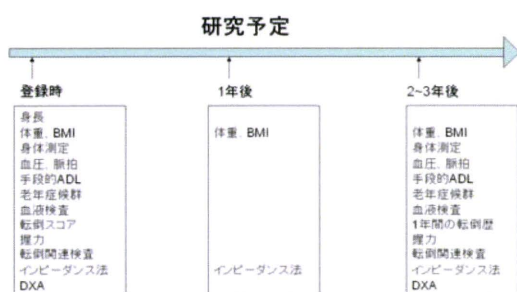 研究予定
登録時
身長
体重、BMI
身体測定
血圧、脈拍
手段的ADL
老年症候群
血液検査
転倒スコア
握力
転倒関連検査
インピーダンス法
DXA
1年後
体重、BMI
インピーダンス法
2~3年後
体重、BMI
身体測定
血圧、脈拍
手段的ADL
老年症候群
血液検査
1年間の転倒歴
握力
転倒関連検査
インピーダンス法
DXA